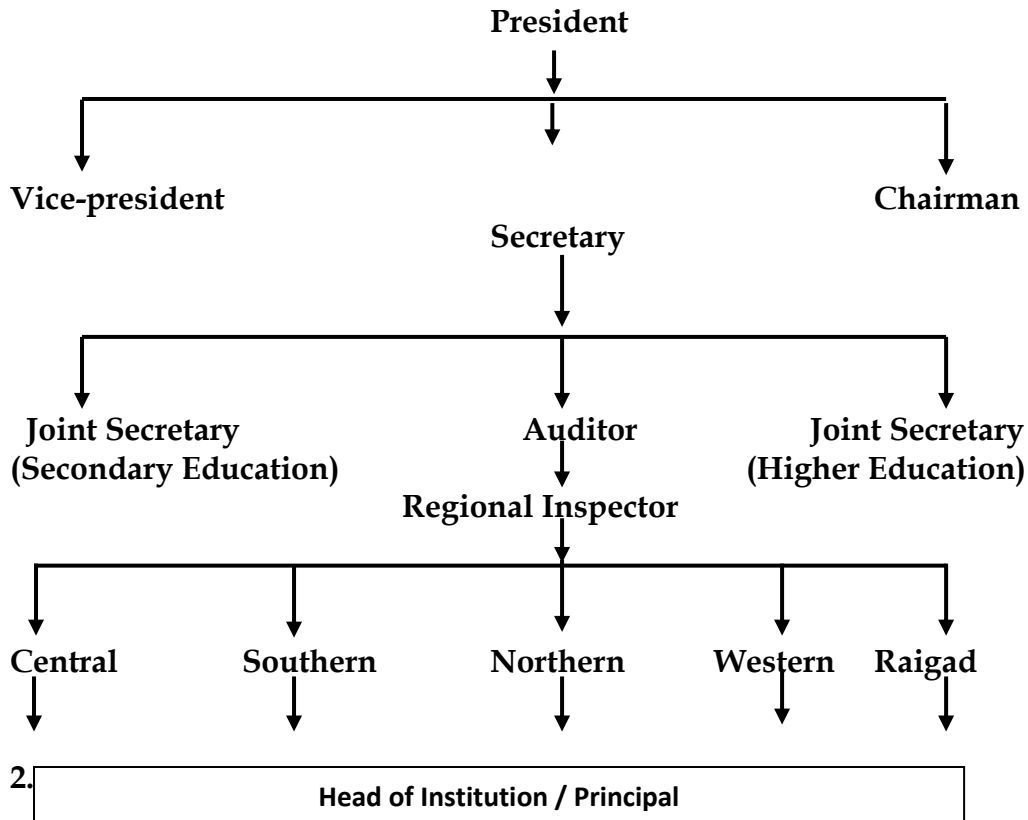 President
Vice-president Chairman
Secretary
Joint Secretary Auditor Joint Secretary
(Secondary Education) (Higher Education)
Regional Inspector
Central Southern Northern Western Raigad
2.
Head of Institution / Principal